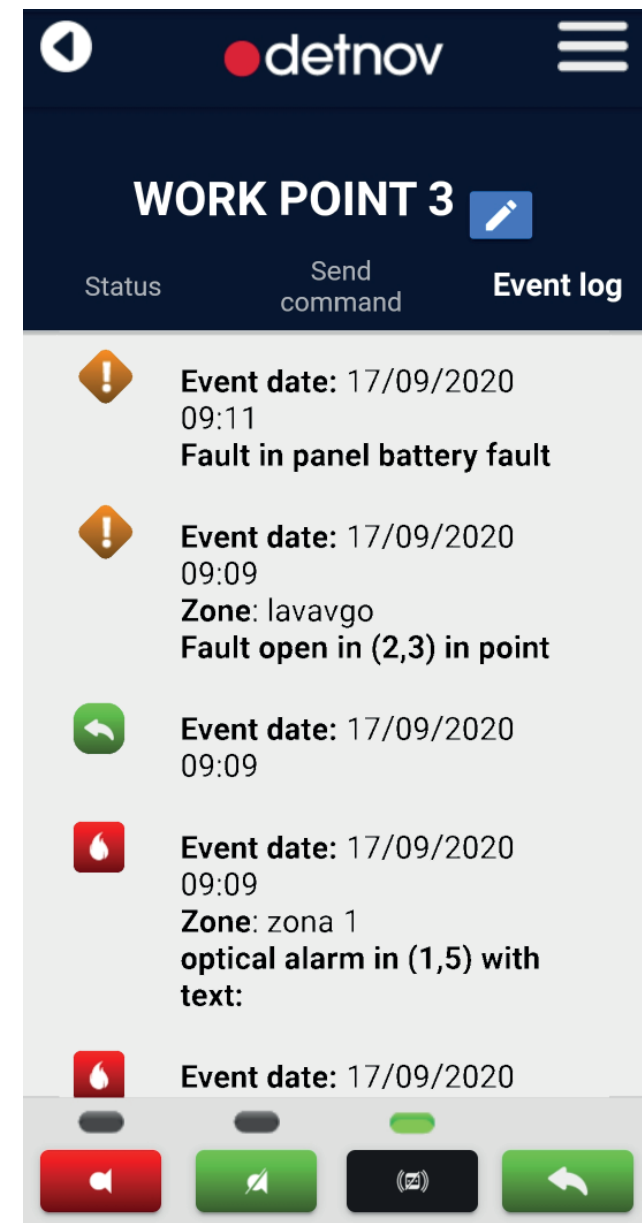 detnov
WORK POINT 3
Status
Send
command
Event log
Event date: 17/09/2020
09:11
Fault in panel battery fault
Event date: 17/09/2020
09:09
Zone: lavavgo
Fault open in (2,3) in point
Event date: 17/09/2020
09:09
Event date: 17/09/2020
09:09
Zone: zona 1
optical alarm in (1,5) with
text:
Event date: 17/09/2020